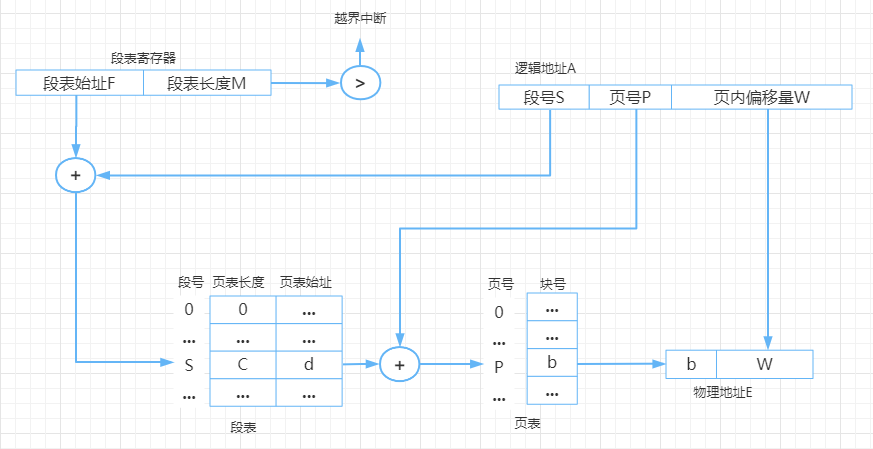 越界中断
段表寄存器
段表始址F 段表长度M >
逻辑地址A
段号S 页号P 页内偏移量W
+
段号 页表长度 页表始址
0 0 ...
... ... ...
S C d
... ... ...
段表
+
页号 块号
0 ...
... ...
P b
... ...
页表
b W
物理地址E